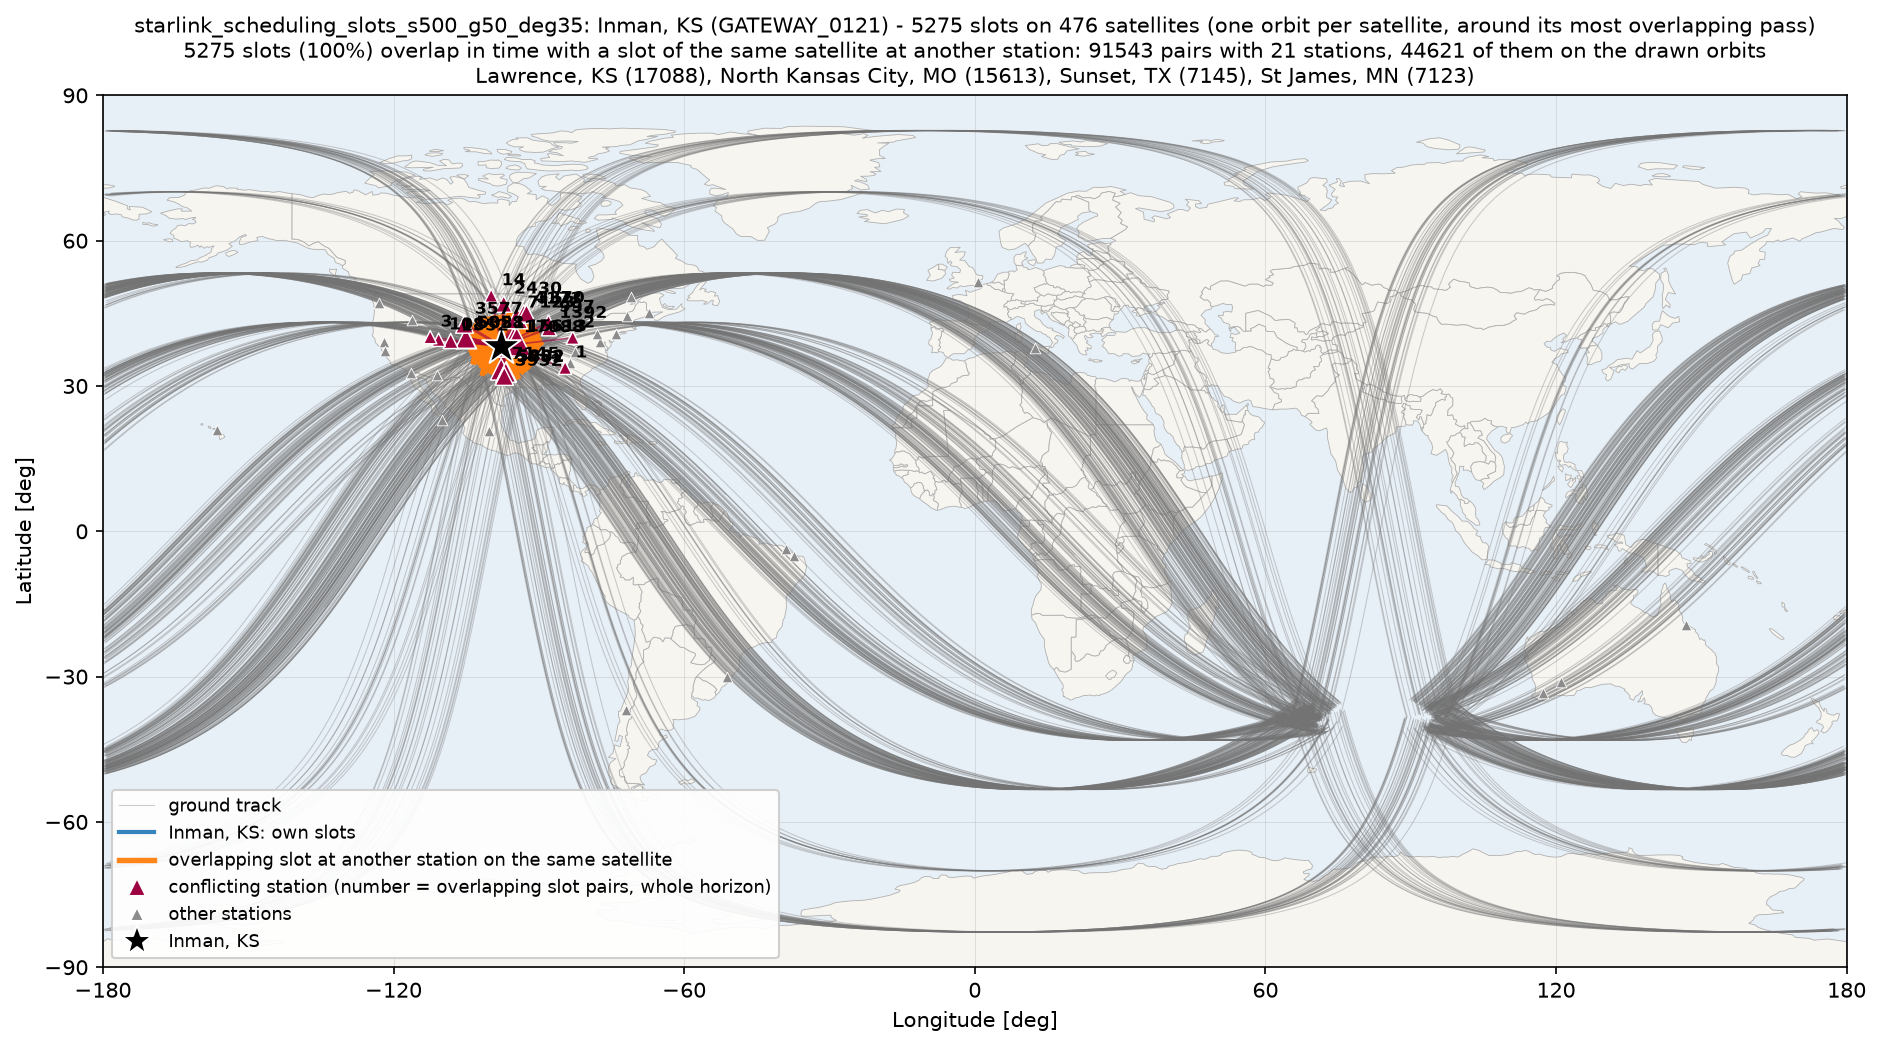 starlink_scheduling_slots_s500_g50_deg35: Inman, KS (GATEWAY_0121) - 5275 slots on 476 satellites (one orbit per satellite, around its most overlapping pass)
5275 slots (100%) overlap in time with a slot of the same satellite at another station: 91543 pairs with 21 stations, 44621 of them on the drawn orbits
Lawrence, KS (17088), North Kansas City, MO (15613), Sunset, TX (7145), St James, MN (7123)
90
60
30
0
−30
−60
−90
Latitude [deg]
14
2430
3577
1392
3
1
ground track
Inman, KS: own slots
overlapping slot at another station on the same satellite
conflicting station (number = overlapping slot pairs, whole horizon)
other stations
Inman, KS
−180
−120
−60
0
60
120
180
Longitude [deg]